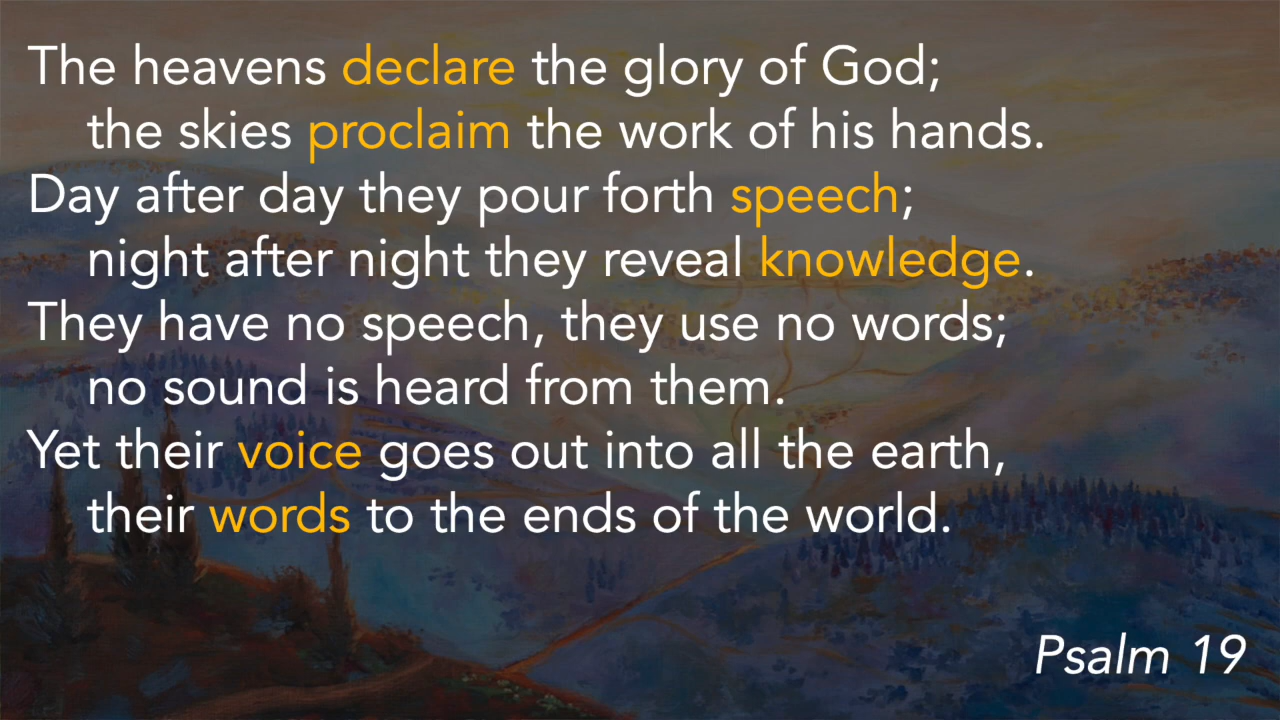 The heavens declare the glory of God;
the skies proclaim the work of his hands.
Day after day they pour forth speech;
night after night they reveal knowledge.
They have no speech, they use no words;
no sound is heard from them.
Yet their voice goes out into all the earth,
their words to the ends of the world.
Psalm 19